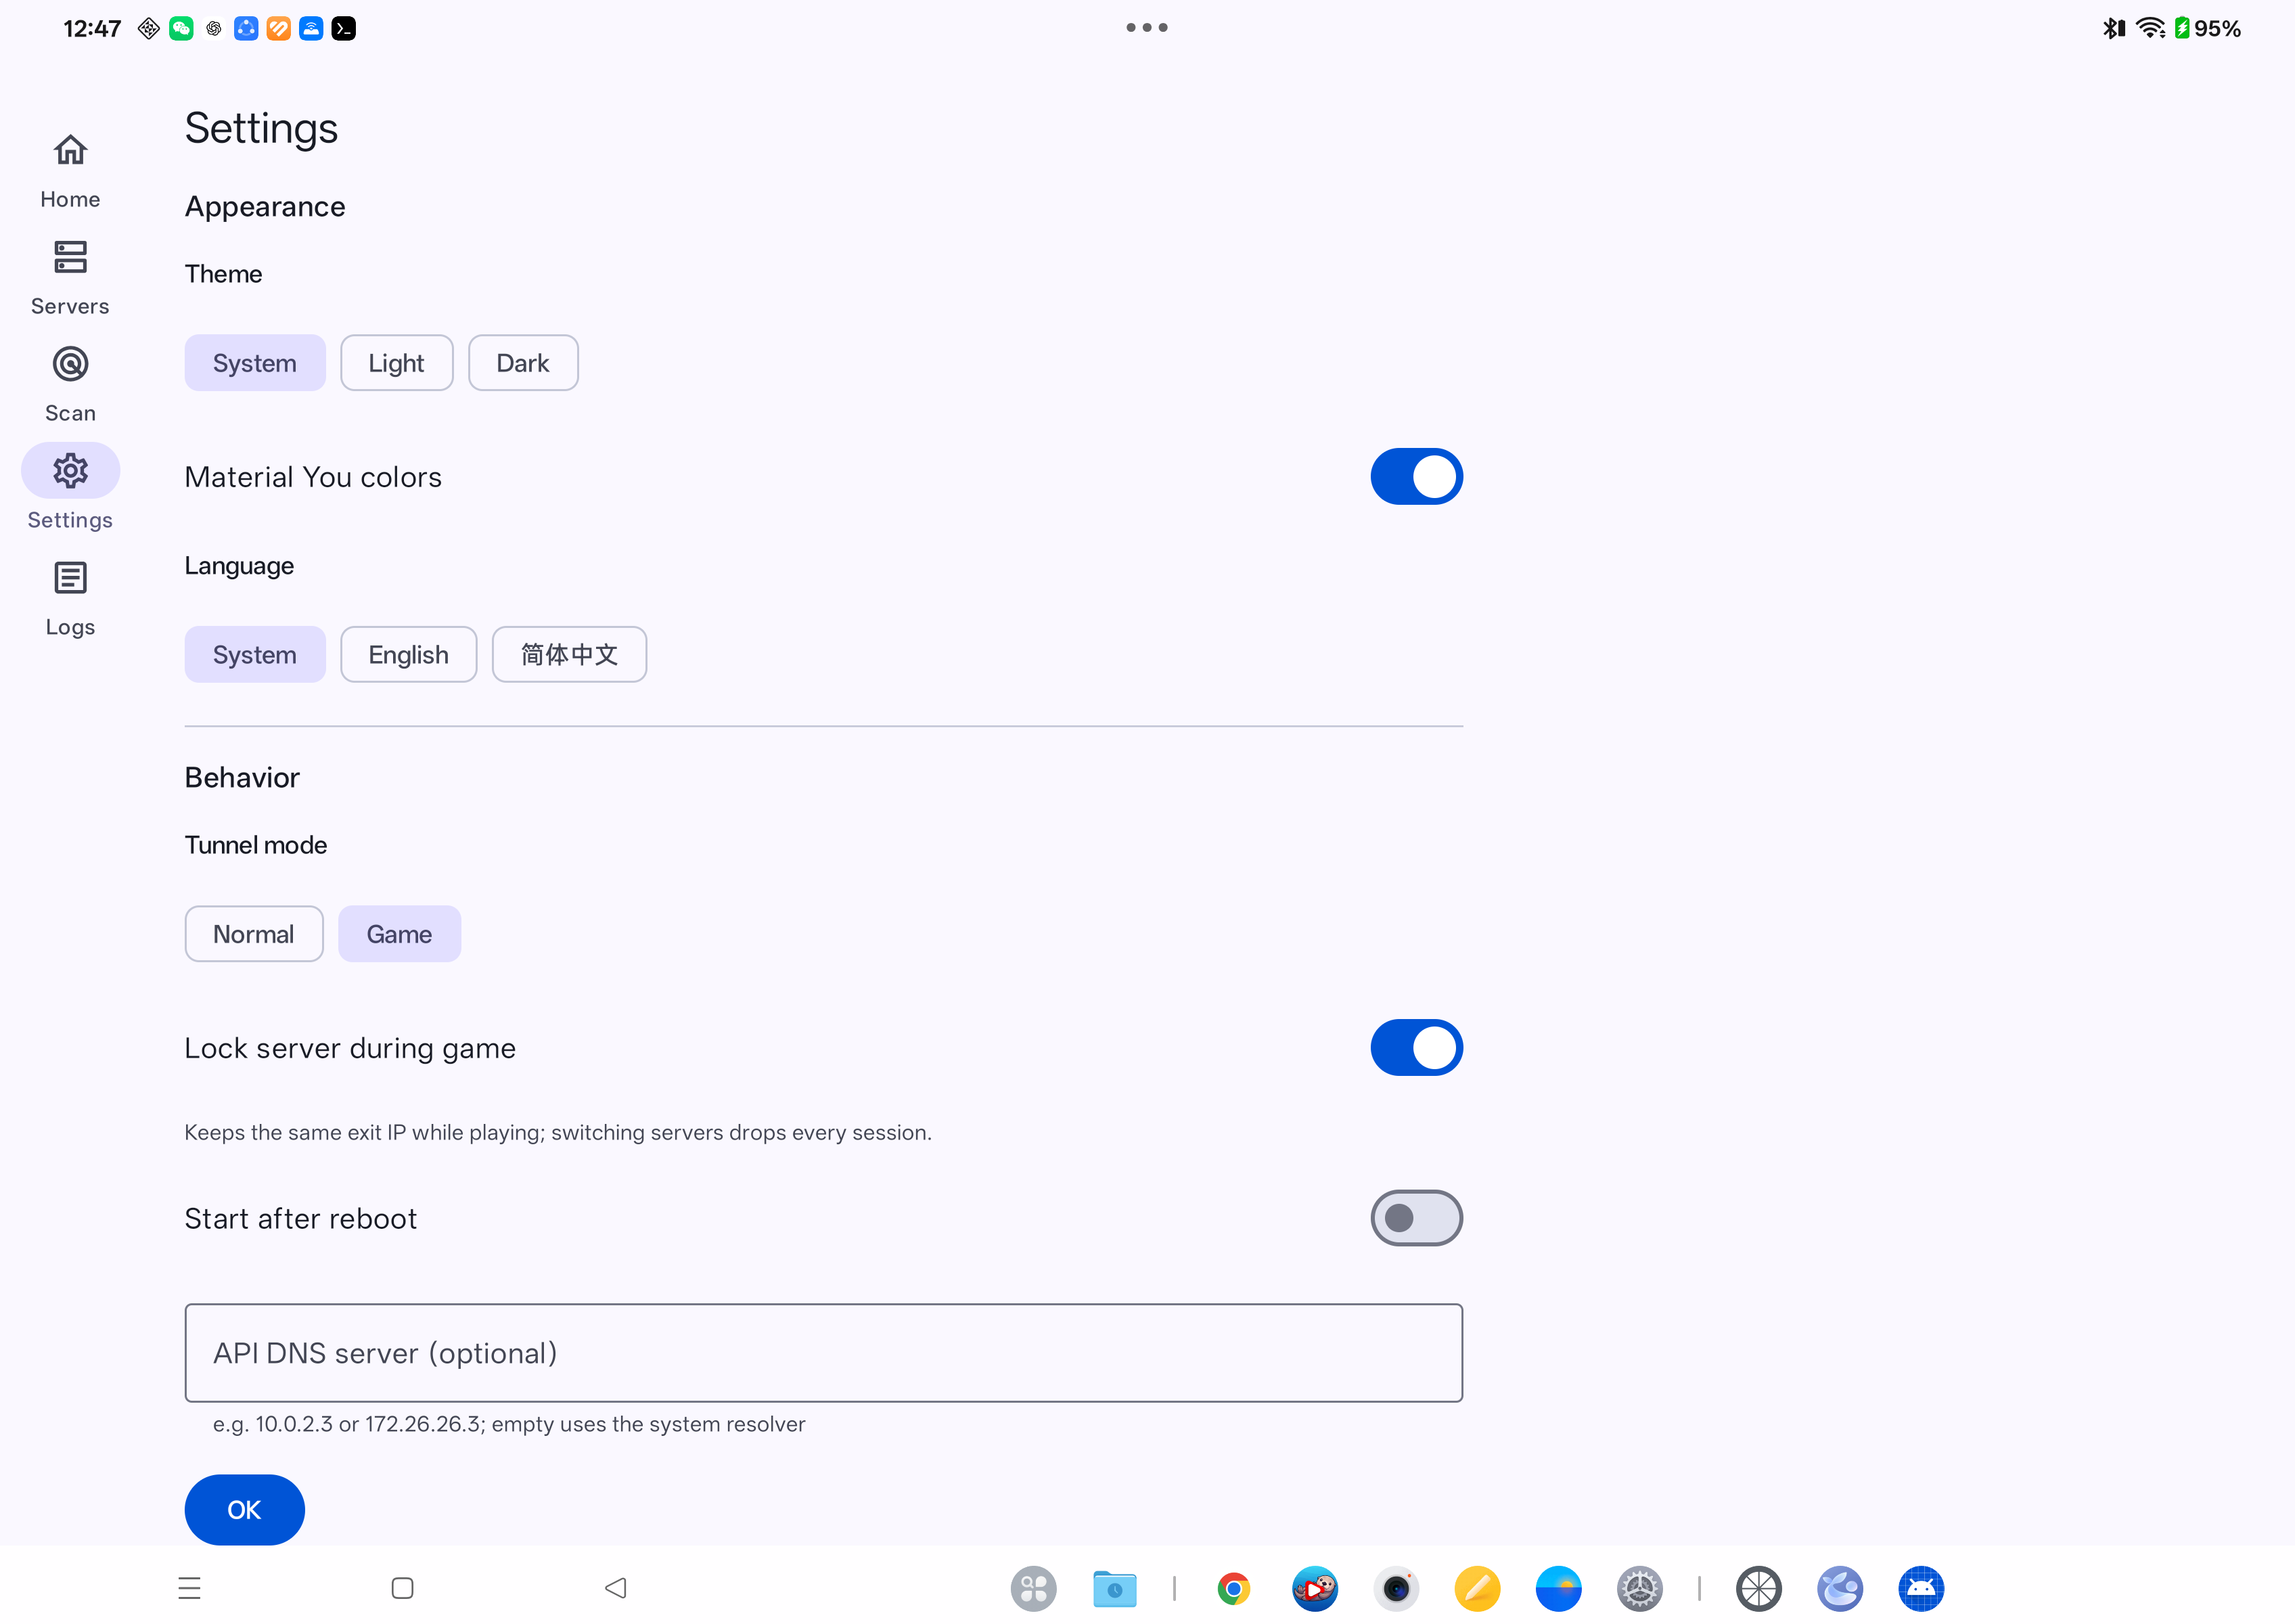 12:47
95%
Settings
Home
Servers
Scan
Settings
Logs
Appearance
Theme
System
Light
Dark
Material You colors
Language
System
English
简体中文
Behavior
Tunnel mode
Normal
Game
Lock server during game
Keeps the same exit IP while playing; switching servers drops every session.
Start after reboot
API DNS server (optional)
e.g. 10.0.2.3 or 172.26.26.3; empty uses the system resolver
OK